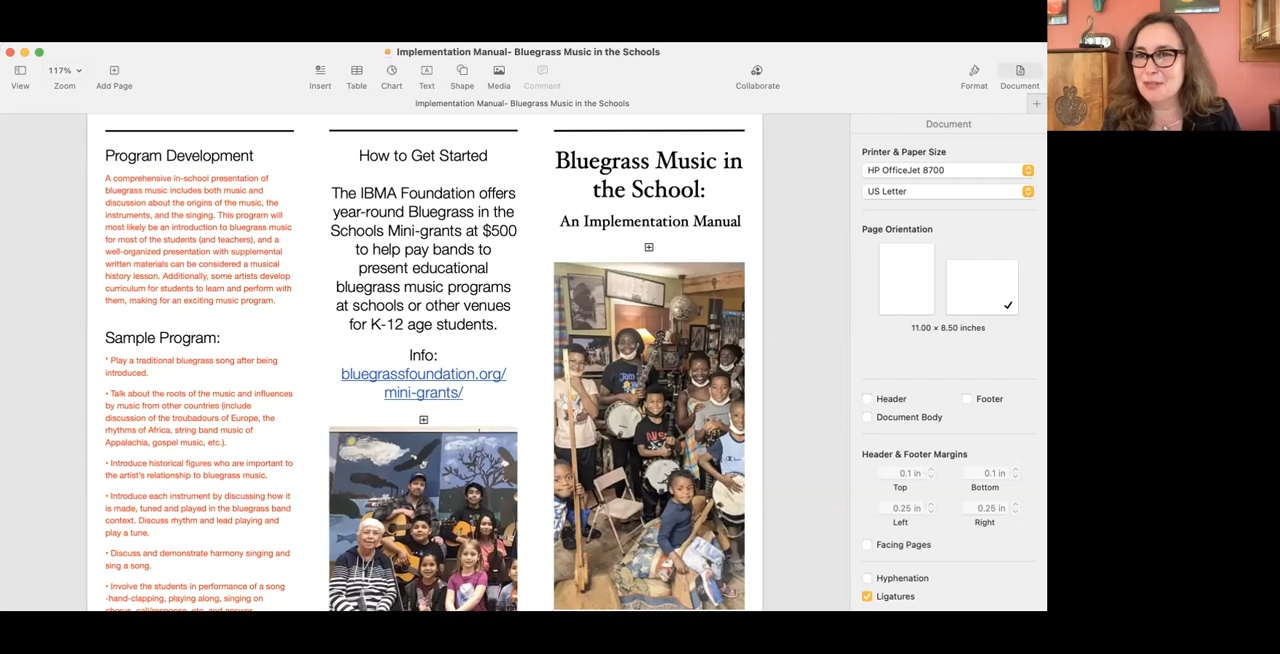 Implementation Manual- Bluegrass Music in the Schools
117%
View
Zoom
Add Page
Insert
Table
Chart
Text
Shape
Media
Comment
Collaborate
Format
Document
Implementation Manual- Bluegrass Music in the Schools
Program Development
A comprehensive in-school presentation of
bluegrass music includes both music and
discussion about the origins of the music, the
instruments, and the singing. This program will
most likely be an introduction to bluegrass music
for most of the students (and teachers), and a
well-organized presentation with supplemental
written materials can be considered a musical
history lesson. Additionally, some artists develop
curriculum for students to learn and perform with
them, making for an exciting music program.
Sample Program:
* Play a traditional bluegrass song after being
introduced.
• Talk about the roots of the music and influences
by music from other countries (include
discussion of the troubadours of Europe, the
rhythms of Africa, string band music of
Appalachia, gospel music, etc.).
• Introduce historical figures who are important to
the artist's relationship to bluegrass music.
• Introduce each instrument by discussing how it
is made, tuned and played in the bluegrass band
context. Discuss rhythm and lead playing and
play a tune.
• Discuss and demonstrate harmony singing and
sing a song.
• Involve the students in performance of a song
-hand-clapping, playing along, singing on
chorus, call/response, etc. and answer
How to Get Started
The IBMA Foundation offers
year-round Bluegrass in the
Schools Mini-grants at $500
to help pay bands to
present educational
bluegrass music programs
at schools or other venues
for K-12 age students.
Info:
bluegrassfoundation.org/
mini-grants/
Bluegrass Music in
the School:
An Implementation Manual
Document
Printer & Paper Size
HP OfficeJet 8700
US Letter
Page Orientation
11.00 × 8.50 inches
Header
Footer
Document Body
Header & Footer Margins
0.1 in
0.1 in
Top
Bottom
0.25 in
0.25 in
Left
Right
Facing Pages
Hyphenation
Ligatures